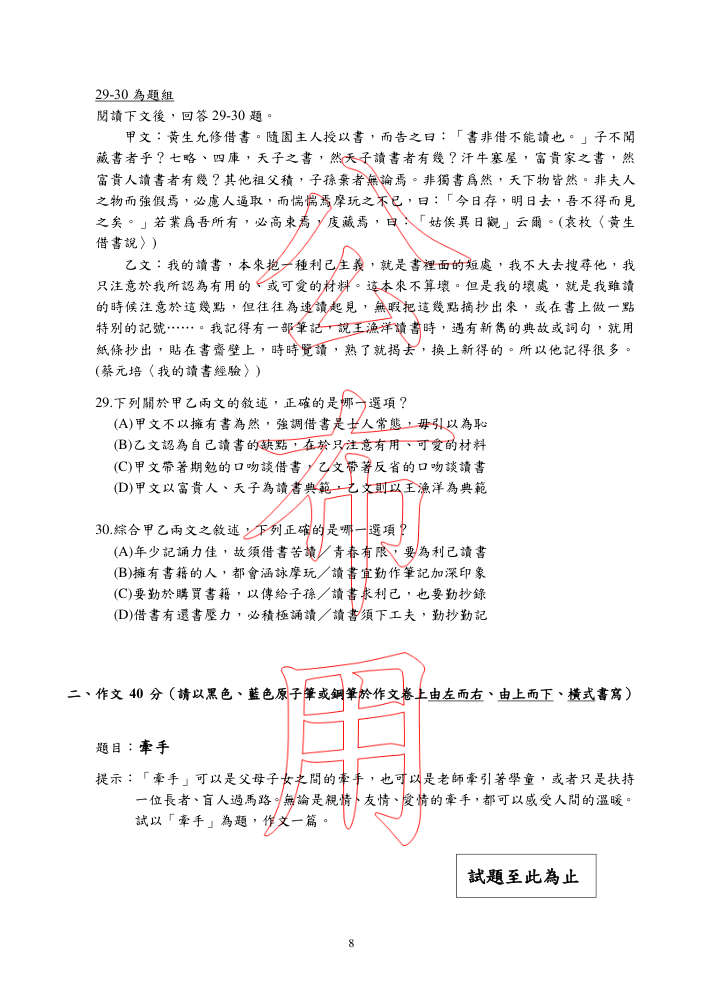 29-30 為題組
閱讀下文後，回答 29-30 題。
甲文：黃生允修借書。隨園主人授以書，而告之曰：「書非借不能讀也。」子不聞
藏書者乎？七略、四庫，天子之書，然天子讀書者有幾？汗牛塞屋，富貴家之書，然
富貴人讀書者有幾？其他祖父積，子孫棄者無論焉。非獨書為然，天下物皆然。非夫人
之物而強假焉，必慮人逼取，而惴惴焉摩玩之不已，曰：「今日存，明日去，吾不得而見
之矣。」若業為吾所有，必高束焉，庋藏焉，曰：「姑俟異日觀」云爾。(袁枚〈黃生
借書說〉)
乙文：我的讀書，本來抱一種利己主義，就是書裡面的短處，我不大去搜尋他，我
只注意於我所認為有用的、或可愛的材料。這本來不算壞。但是我的壞處，就是我雖讀
的時候注意於這幾點，但往往為速讀起見，無暇把這幾點摘抄出來，或在書上做一點
特別的記號……。我記得有一部筆記，說王漁洋讀書時，遇有新雋的典故或詞句，就用
紙條抄出，貼在書齋壁上，時時覽讀，熟了就揭去，換上新得的。所以他記得很多。
(蔡元培〈我的讀書經驗〉)
29.下列關於甲乙兩文的敘述，正確的是哪一選項？
(A)甲文不以擁有書為然，強調借書是士人常態，毋引以為恥
(B)乙文認為自己讀書的缺點，在於只注意有用、可愛的材料
(C)甲文帶著期勉的口吻談借書，乙文帶著反省的口吻談讀書
(D)甲文以富貴人、天子為讀書典範，乙文則以王漁洋為典範
30.綜合甲乙兩文之敘述，下列正確的是哪一選項？
(A)年少記誦力佳，故須借書苦讀／青春有限，要為利己讀書
(B)擁有書籍的人，都會涵詠摩玩／讀書宜勤作筆記加深印象
(C)要勤於購買書籍，以傳給子孫／讀書求利己，也要勤抄錄
(D)借書有還書壓力，必積極誦讀／讀書須下工夫，勤抄勤記
二、作文 40 分（請以黑色、藍色原子筆或鋼筆於作文卷上由左而右、由上而下、橫式書寫）
題目：牽手
提示：「牽手」可以是父母子女之間的牽手，也可以是老師牽引著學童，或者只是扶持
一位長者、盲人過馬路。無論是親情、友情、愛情的牽手，都可以感受人間的溫暖。
試以「牽手」為題，作文一篇。
試題至此為止
8
公
布
用